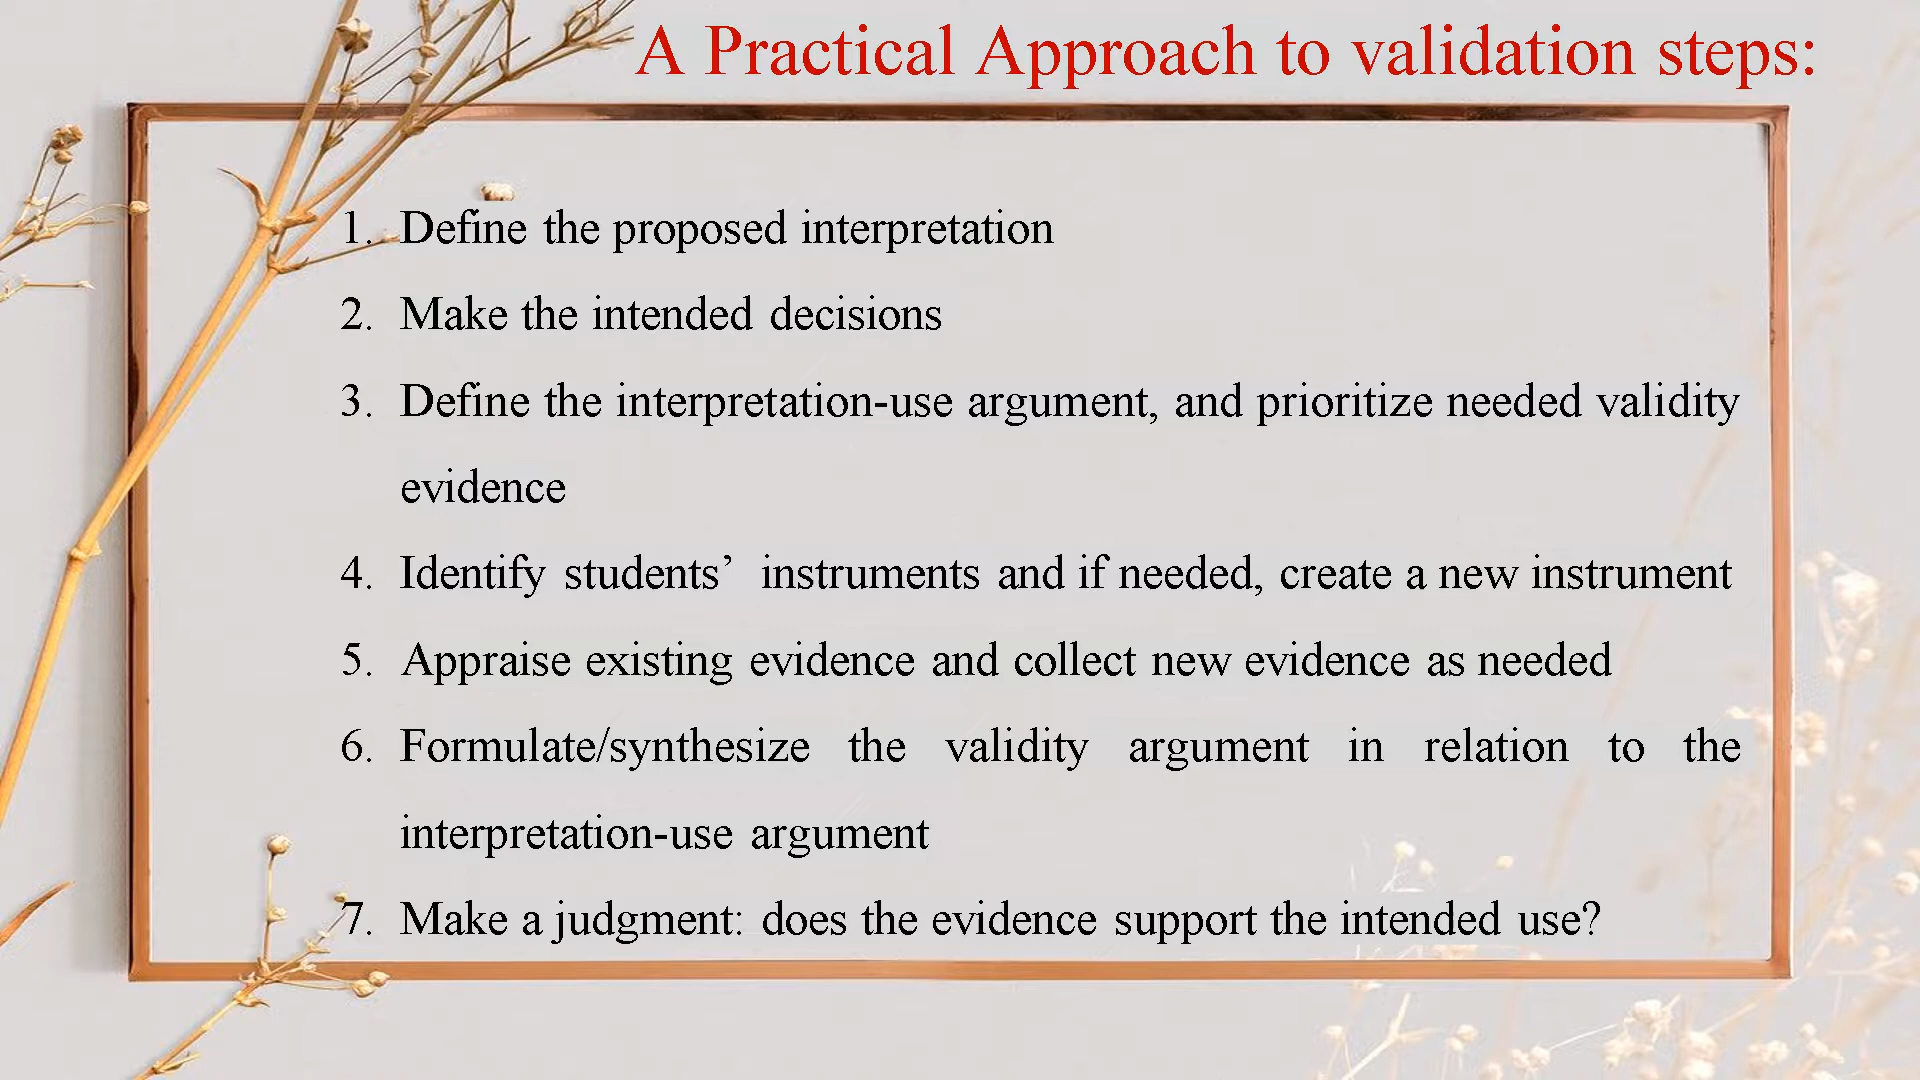 A Practical Approach to validation steps:
1. Define the proposed interpretation
2. Make the intended decisions
3. Define the interpretation-use argument, and prioritize needed validity
evidence
4. Identify students’ instruments and if needed, create a new instrument
5. Appraise existing evidence and collect new evidence as needed
6. Formulate/synthesize the validity argument in relation to the
interpretation-use argument
7. Make a judgment: does the evidence support the intended use?